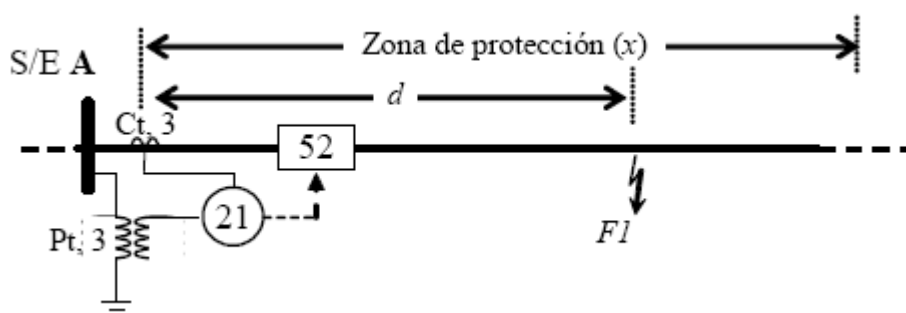 Zona de protección (x)
S/E A
d
Ct, 3
52
21
Pt, 3
F1